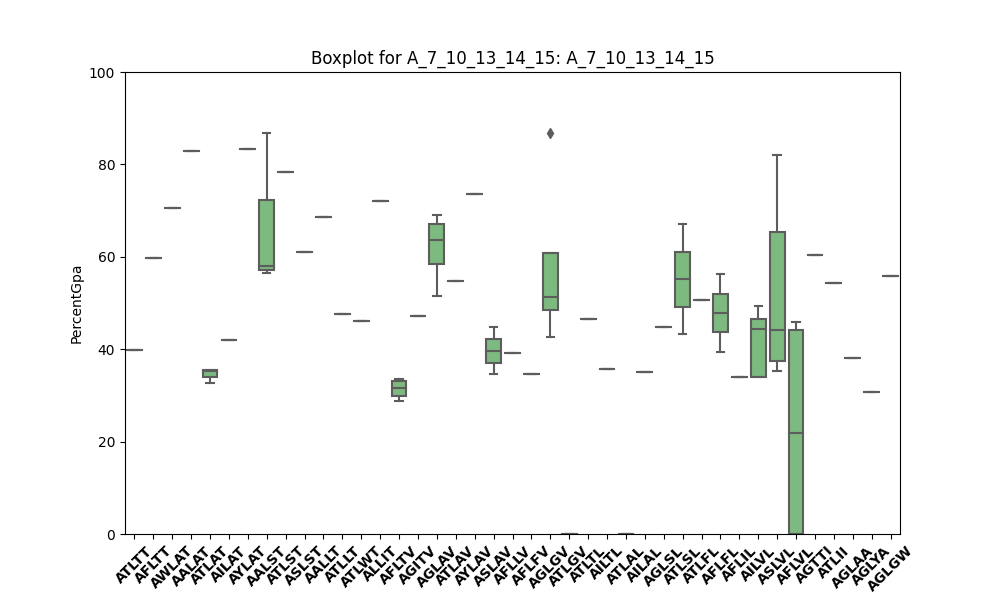 Boxplot for A_7_10_13_14_15: A_7_10_13_14_15
PercentGpa
100
80
60
40
20
0
ATLTT
AFLTT
AWLAT
AALAT
ATLAT
AILAT
AYLAT
AALST
ATLST
ASLST
AALLT
ATLLT
ATLWT
ALLIT
AFLTV
AGITV
AGLAV
ATLAV
AYLAV
ASLAV
AFLLV
AFLFV
AGLGV
ATLGV
ATLTL
AILTL
ATLAL
AILAL
AGLSL
ATLSL
ATLFL
AFLFL
AFLIL
AILVL
ASLVL
AFLVL
AGTTI
ATLII
AGLAA
AGLYA
AGLGW